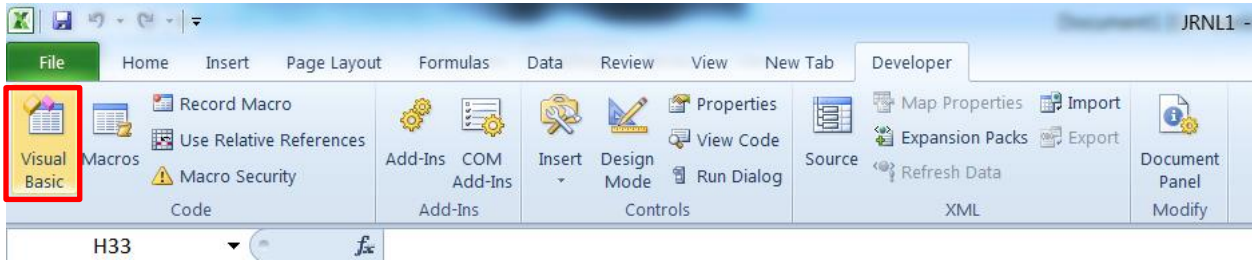 JRNL1 -
File Home Insert Page Layout Formulas Data Review View New Tab Developer
Visual Basic
Macros
Record Macro
Use Relative References
Macro Security
Code
Add-Ins
COM Add-Ins
Add-Ins
Insert
Design Mode
Properties
View Code
Run Dialog
Controls
Source
Map Properties
Expansion Packs
Refresh Data
Import
Export
XML
Document Panel
Modify
H33
fx